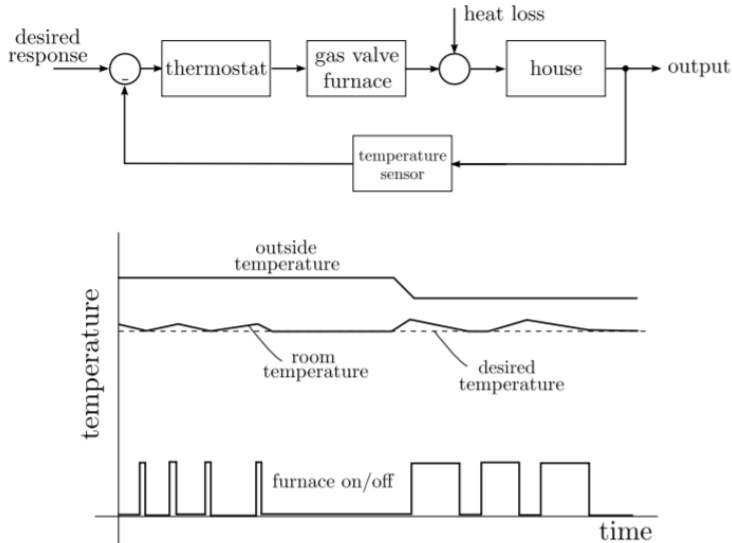 heat loss
desired
response
-
thermostat
gas valve
furnace
house
output
temperature
sensor
outside
temperature
room
temperature
desired
temperature
temperature
furnace on/off
time